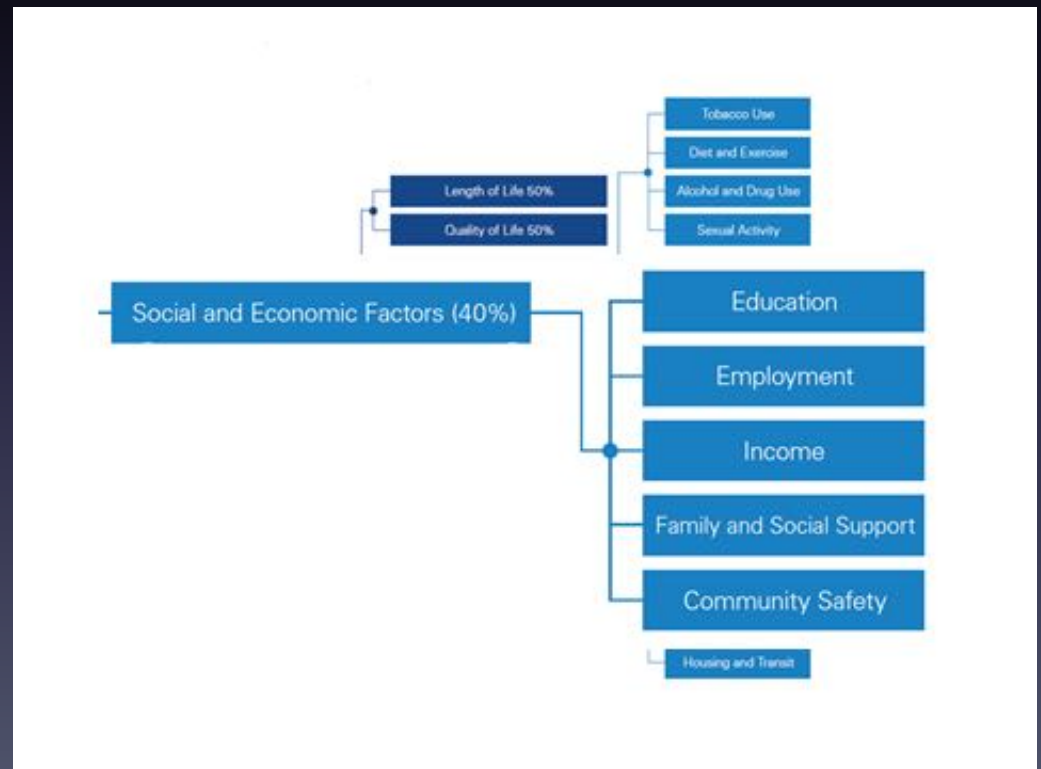 Tobacco Use
Diet and Exercise
Length of Life 50%
Alcohol and Drug Use
Quality of Life 50%
Sexual Activity
Social and Economic Factors (40%)
Education
Employment
Income
Family and Social Support
Community Safety
Housing and Transit